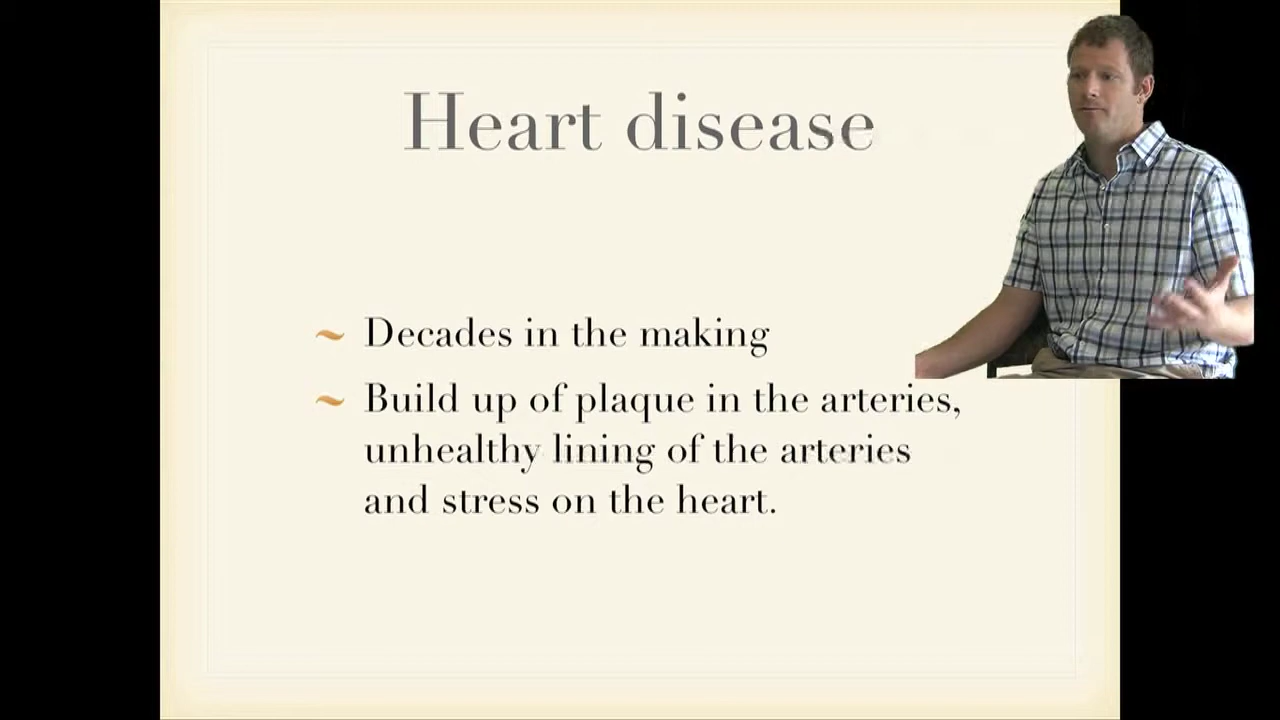 Heart disease
~ Decades in the making
~ Build up of plaque in the arteries,
unhealthy lining of the arteries
and stress on the heart.